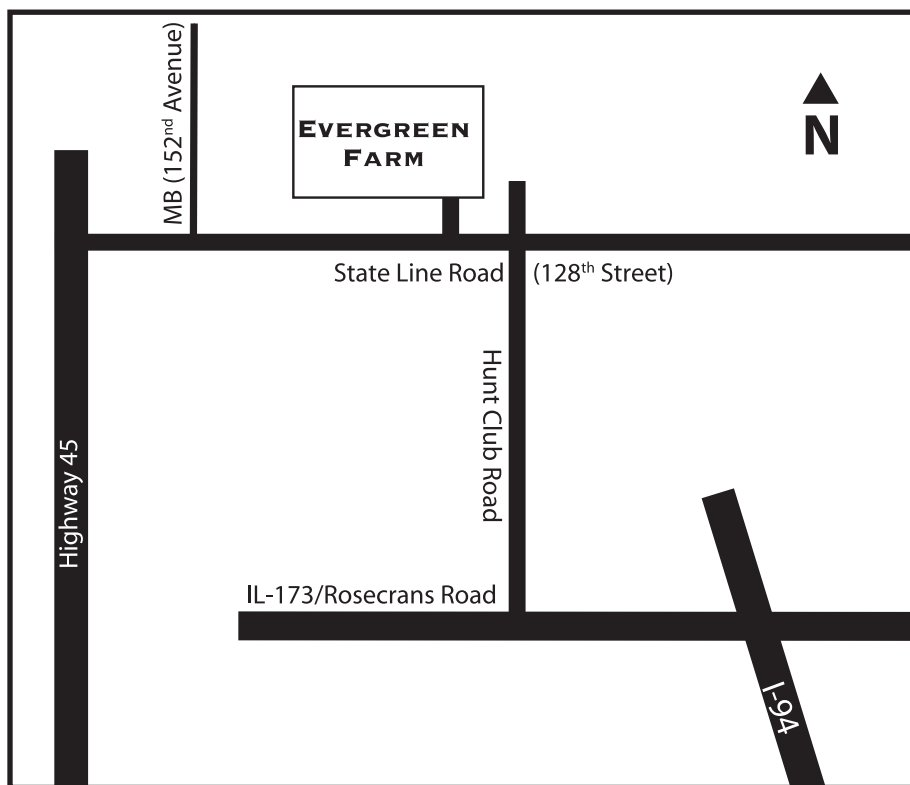 MB (152nd Avenue)
EVERGREEN
FARM
N
State Line Road
(128th Street)
Hunt Club Road
Highway 45
IL-173/Rosecrans Road
I-94